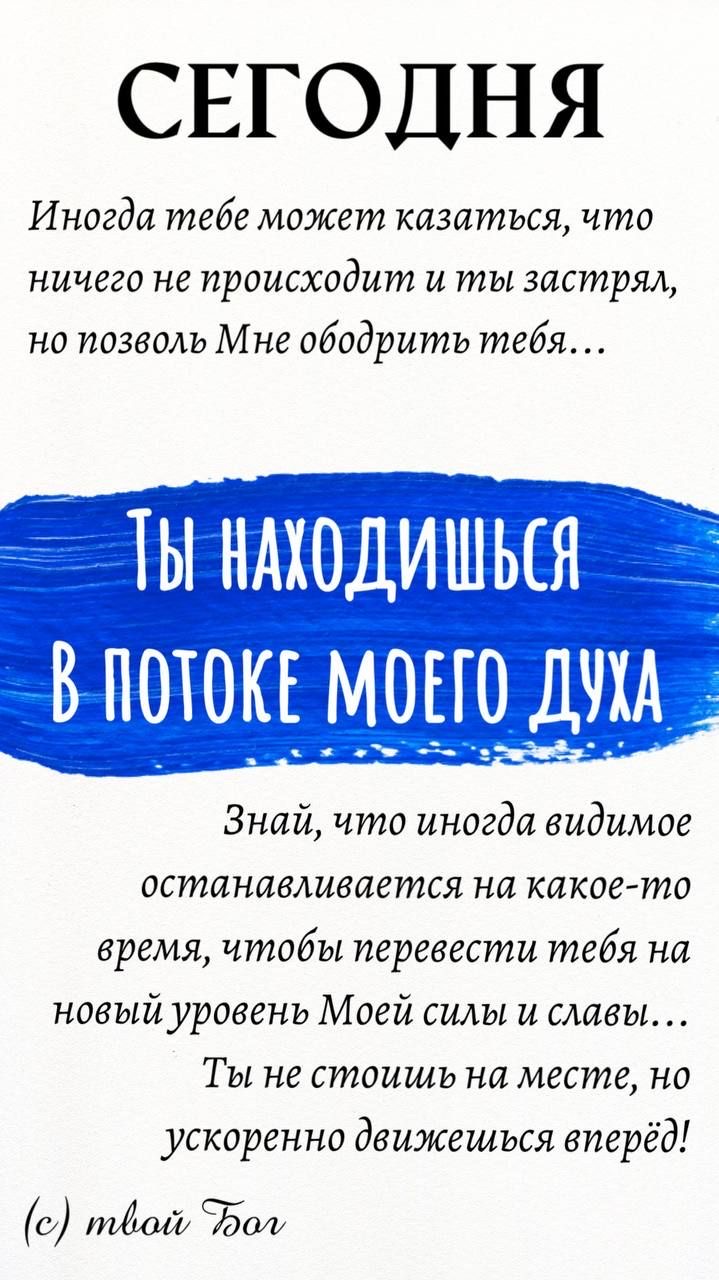 СЕГОДНЯ
Иногда тебе может казаться, что
ничего не происходит и ты застрял,
но позволь Мне ободрить тебя...
Ты находишься
в потоке моего духа
Знай, что иногда видимое
останавливается на какое-то
время, чтобы перевести тебя на
новый уровень Моей силы и славы...
Ты не стоишь на месте, но
ускоренно движешься вперёд!
(с) твой Бог